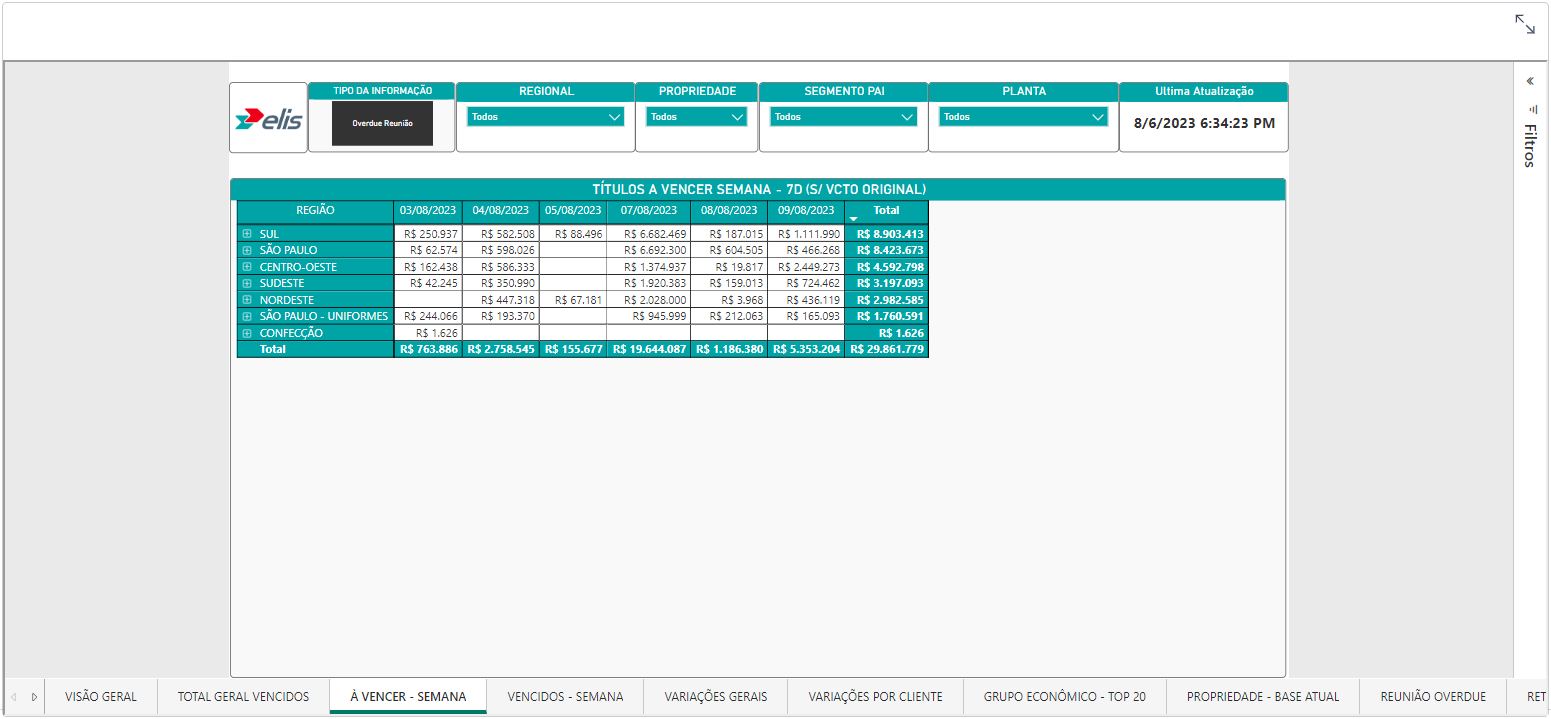 elis
TIPO DA INFORMAÇÃO
Overdue Reunião
REGIONAL
Todos
PROPRIEDADE
Todos
SEGMENTO PAI
Todos
PLANTA
Todos
Ultima Atualização
8/6/2023 6:34:23 PM
Filtros
TÍTULOS A VENCER SEMANA - 7D (S/ VCTO ORIGINAL)
REGIÃO 03/08/2023 04/08/2023 05/08/2023 07/08/2023 08/08/2023 09/08/2023 Total
SUL R$ 250.937 R$ 582.508 R$ 88.496 R$ 6.682.469 R$ 187.015 R$ 1.111.990 R$ 8.903.413
SÃO PAULO R$ 62.574 R$ 598.026 R$ 6.692.300 R$ 604.505 R$ 466.268 R$ 8.423.673
CENTRO-OESTE R$ 162.438 R$ 586.333 R$ 1.374.937 R$ 19.817 R$ 2.449.273 R$ 4.592.798
SUDESTE R$ 42.245 R$ 350.990 R$ 1.920.383 R$ 159.013 R$ 724.462 R$ 3.197.093
NORDESTE R$ 447.318 R$ 67.181 R$ 2.028.000 R$ 3.968 R$ 436.119 R$ 2.982.585
SÃO PAULO - UNIFORMES R$ 244.066 R$ 193.370 R$ 945.999 R$ 212.063 R$ 165.093 R$ 1.760.591
CONFECÇÃO R$ 1.626 R$ 1.626
Total R$ 763.886 R$ 2.758.545 R$ 155.677 R$ 19.644.087 R$ 1.186.380 R$ 5.353.204 R$ 29.861.779
VISÃO GERAL TOTAL GERAL VENCIDOS À VENCER - SEMANA VENCIDOS - SEMANA VARIAÇÕES GERAIS VARIAÇÕES POR CLIENTE GRUPO ECONÔMICO - TOP 20 PROPRIEDADE - BASE ATUAL REUNIÃO OVERDUE RET